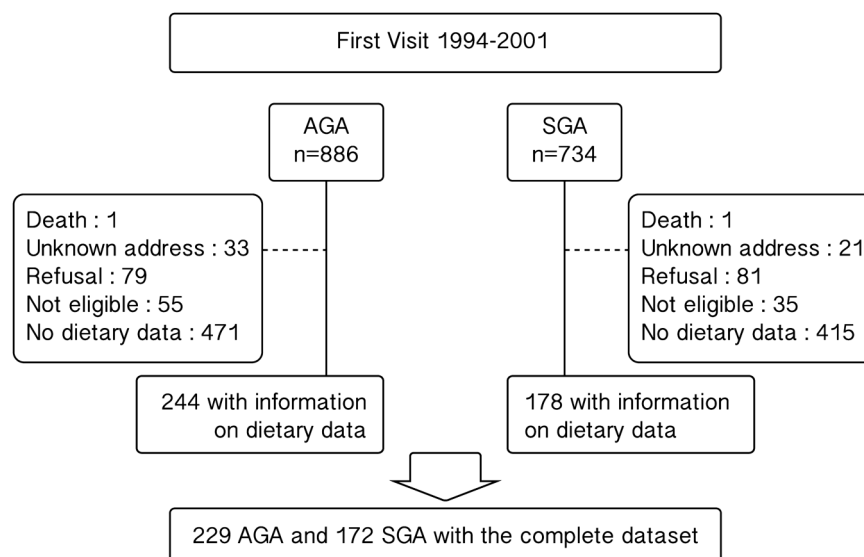 First Visit 1994-2001
AGA
n=886
SGA
n=734
Death : 1
Unknown address : 33
Refusal : 79
Not eligible : 55
No dietary data : 471
Death : 1
Unknown address : 21
Refusal : 81
Not eligible : 35
No dietary data : 415
244 with information
on dietary data
178 with information
on dietary data
229 AGA and 172 SGA with the complete dataset